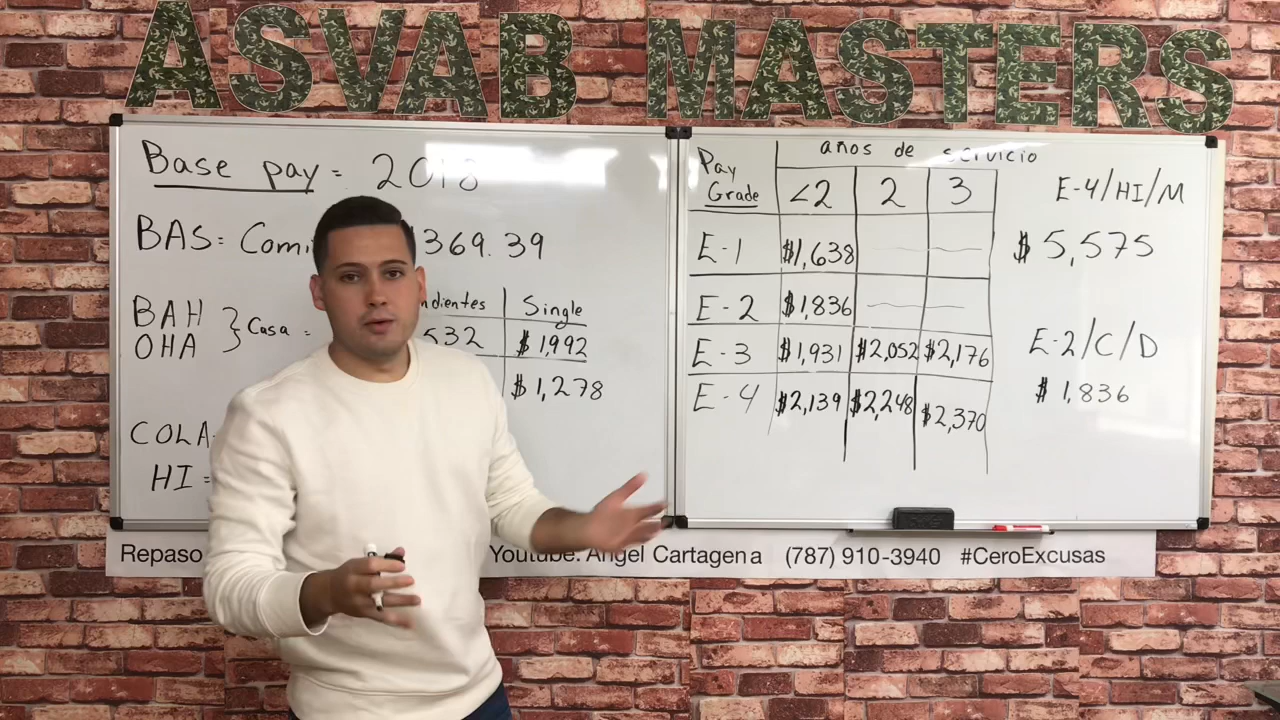 ASVAB MASTERS
Base pay = 2018
BAS: Comi 369.39
ndientes Single
BAH
OHA } Casa = 532 $1,992
$1,278
COLA
HI =
años de servicio
Pay Grade <2 2 3
E-1 $1,638
E-2 $1,836
E-3 $1,931 $2,052 $2,176
E-4 $2,139 $2,248 $2,370
E-4/HI/M
$5,575
E-2/C/D
$1,836
Repaso Youtube: Angel Cartagena (787) 910-3940 #CeroExcusas